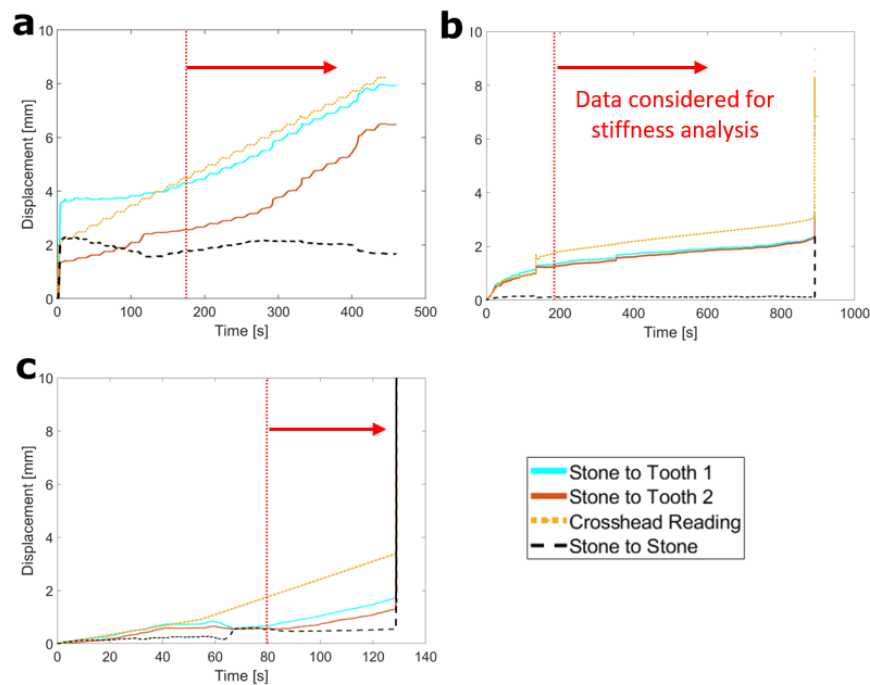 a
10
8
6
4
2
0
Displacement [mm]
0 100 200 300 400 500
Time [s]
b
10
8
6
4
2
0
Displacement [mm]
Data considered for
stiffness analysis
0 200 400 600 800 1000
Time [s]
c
10
8
6
4
2
0
Displacement [mm]
0 20 40 60 80 100 120 140
Time [s]
Stone to Tooth 1
Stone to Tooth 2
Crosshead Reading
Stone to Stone